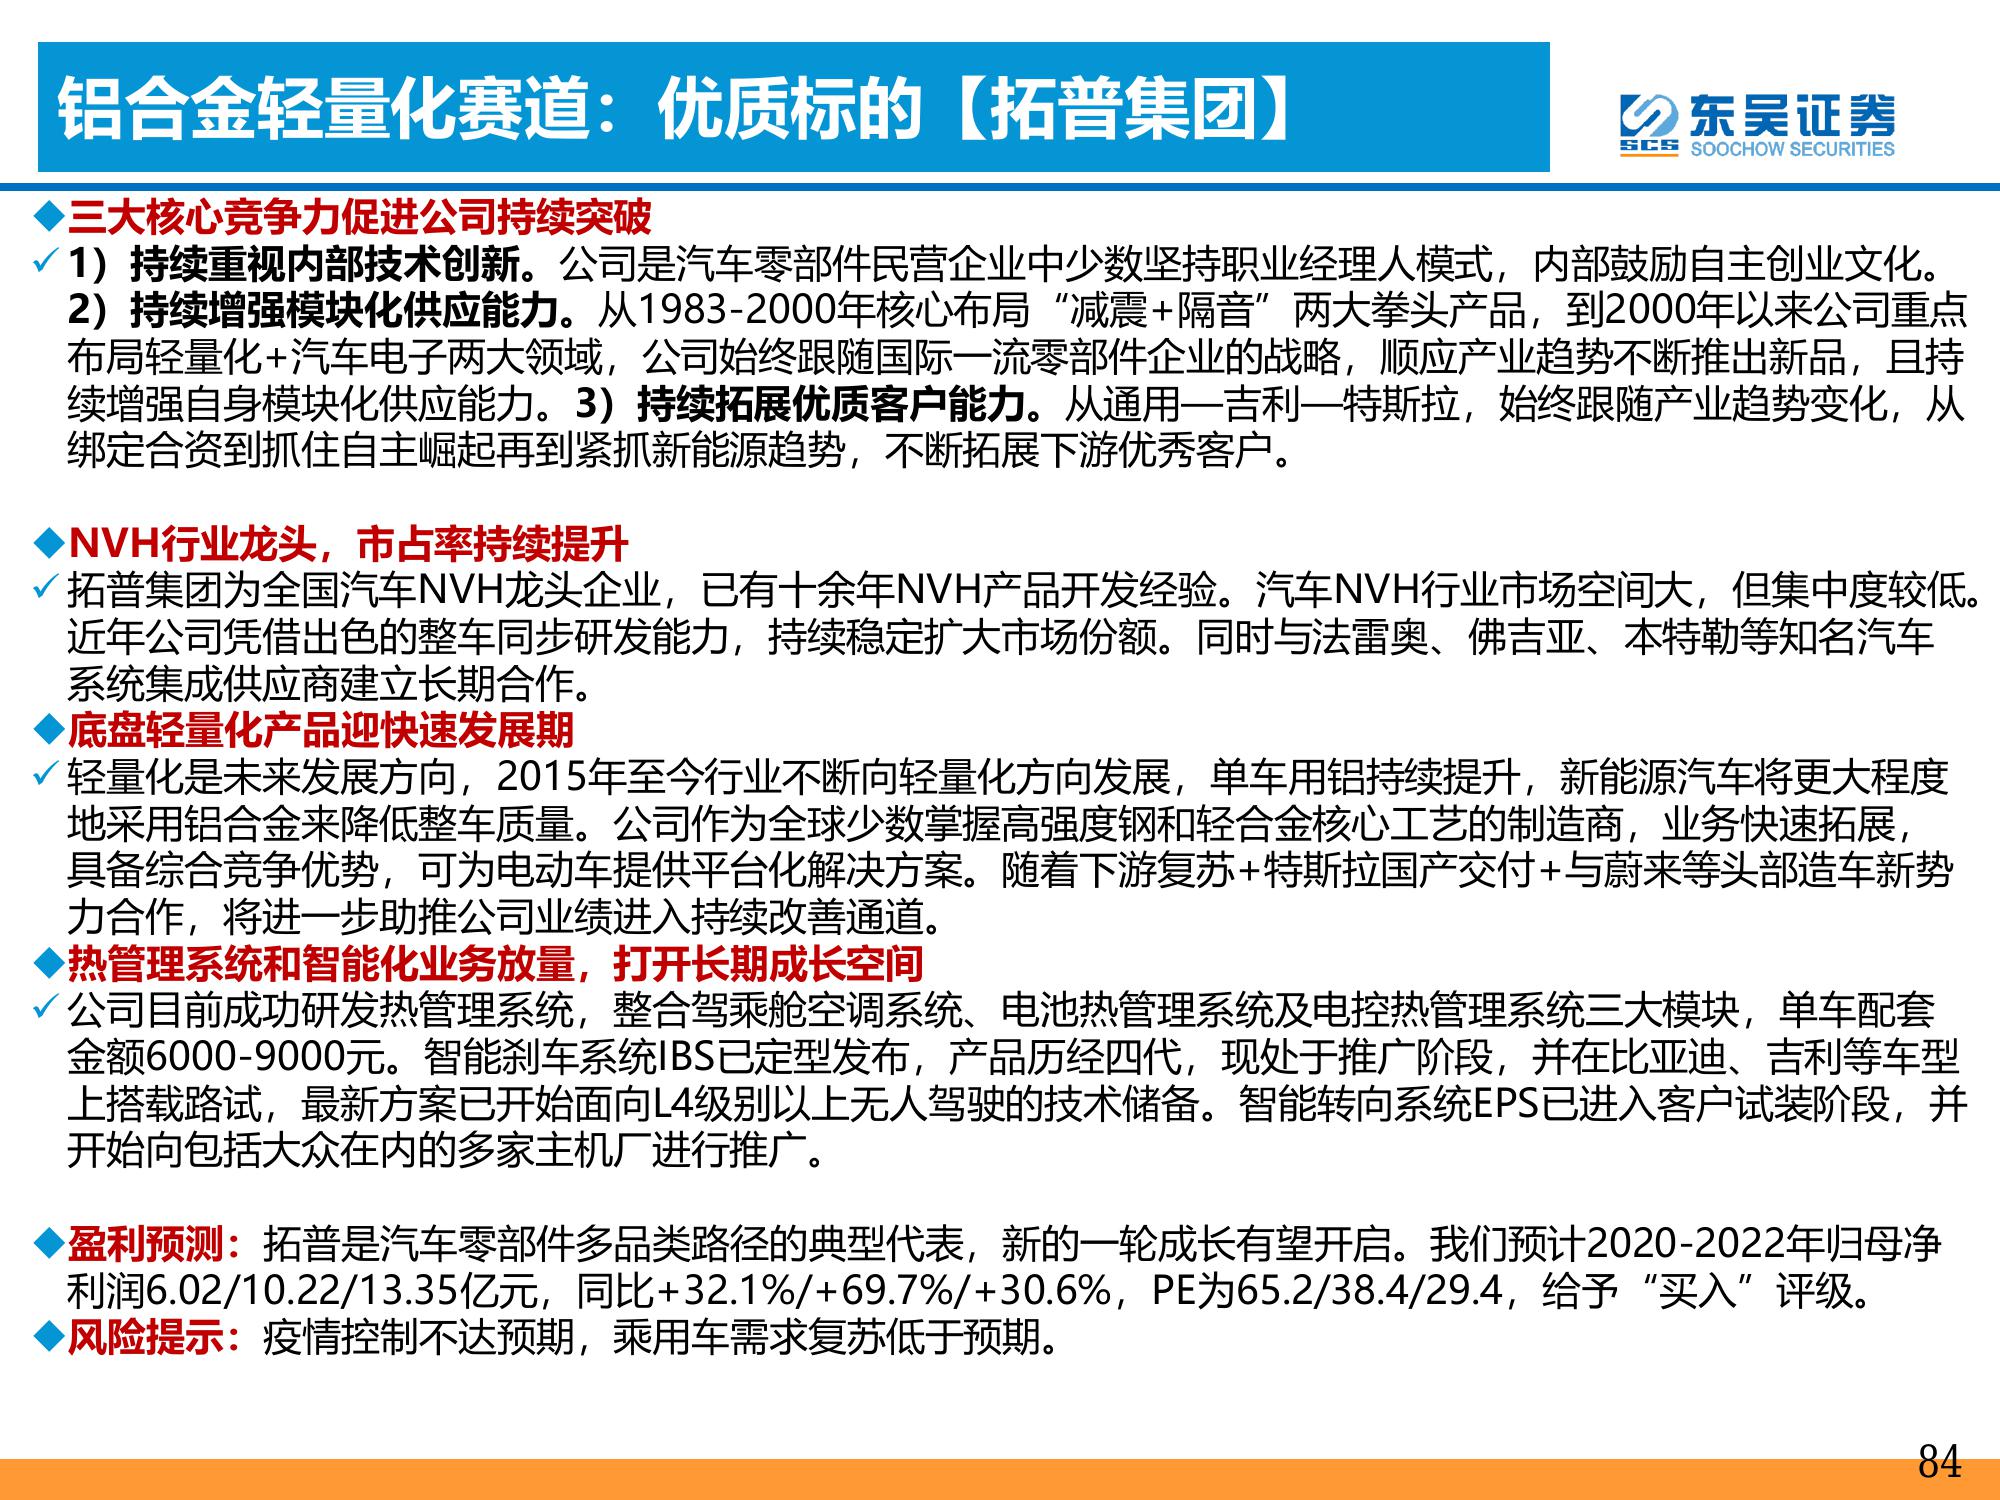 铝合金轻量化赛道：优质标的【拓普集团】
东吴证券
SCS
SOOCHOW SECURITIES
◆三大核心竞争力促进公司持续突破
✓1）持续重视内部技术创新。公司是汽车零部件民营企业中少数坚持职业经理人模式，内部鼓励自主创业文化。
2）持续增强模块化供应能力。从1983-2000年核心布局“减震+隔音”两大拳头产品，到2000年以来公司重点
布局轻量化+汽车电子两大领域，公司始终跟随国际一流零部件企业的战略，顺应产业趋势不断推出新品，且持
续增强自身模块化供应能力。3）持续拓展优质客户能力。从通用—吉利—特斯拉，始终跟随产业趋势变化，从
绑定合资到抓住自主崛起再到紧抓新能源趋势，不断拓展下游优秀客户。
◆NVH行业龙头，市占率持续提升
✓拓普集团为全国汽车NVH龙头企业，已有十余年NVH产品开发经验。汽车NVH行业市场空间大，但集中度较低。
近年公司凭借出色的整车同步研发能力，持续稳定扩大市场份额。同时与法雷奥、佛吉亚、本特勒等知名汽车
系统集成供应商建立长期合作。
◆底盘轻量化产品迎快速发展期
✓轻量化是未来发展方向，2015年至今行业不断向轻量化方向发展，单车用铝持续提升，新能源汽车将更大程度
地采用铝合金来降低整车质量。公司作为全球少数掌握高强度钢和轻合金核心工艺的制造商，业务快速拓展，
具备综合竞争优势，可为电动车提供平台化解决方案。随着下游复苏+特斯拉国产交付+与蔚来等头部造车新势
力合作，将进一步助推公司业绩进入持续改善通道。
◆热管理系统和智能化业务放量，打开长期成长空间
✓公司目前成功研发热管理系统，整合驾乘舱空调系统、电池热管理系统及电控热管理系统三大模块，单车配套
金额6000-9000元。智能刹车系统IBS已定型发布，产品历经四代，现处于推广阶段，并在比亚迪、吉利等车型
上搭载路试，最新方案已开始面向L4级别以上无人驾驶的技术储备。智能转向系统EPS已进入客户试装阶段，并
开始向包括大众在内的多家主机厂进行推广。
◆盈利预测：拓普是汽车零部件多品类路径的典型代表，新的一轮成长有望开启。我们预计2020-2022年归母净
利润6.02/10.22/13.35亿元，同比+32.1%/+69.7%/+30.6%，PE为65.2/38.4/29.4，给予“买入”评级。
◆风险提示：疫情控制不达预期，乘用车需求复苏低于预期。
84